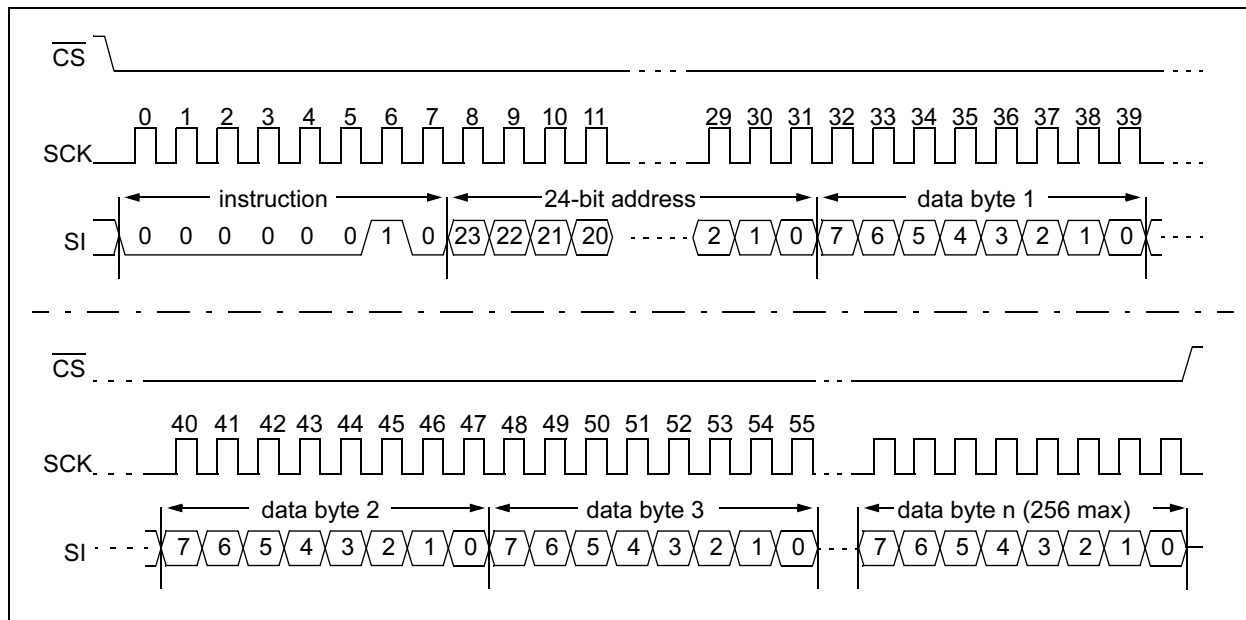 CS
0 1 2 3 4 5 6 7 8 9 10 11 29 30 31 32 33 34 35 36 37 38 39
SCK
instruction 24-bit address data byte 1
SI 0 0 0 0 0 0 1 0 23 22 21 20 2 1 0 7 6 5 4 3 2 1 0
CS
40 41 42 43 44 45 46 47 48 49 50 51 52 53 54 55
SCK
data byte 2 data byte 3 data byte n (256 max)
SI 7 6 5 4 3 2 1 0 7 6 5 4 3 2 1 0 7 6 5 4 3 2 1 0